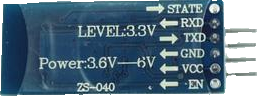 STATE
RXD
LEVEL:3.3V
TXD
GND
Power:3.6V—6V
VCC
ZS-040
EN